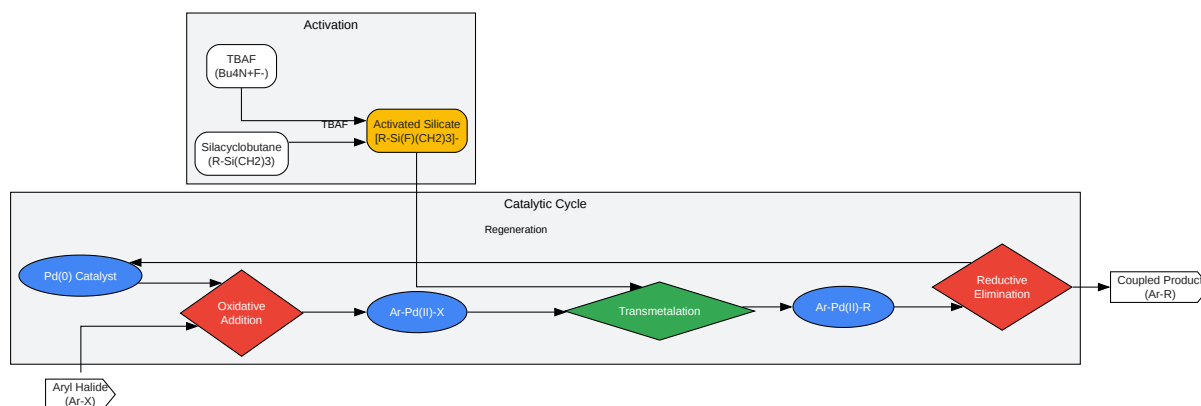 Activation
TBAF
(Bu4N+F-)
TBAF
Activated Silicate
[R-Si(F)(CH2)3]-
Silacyclobutane
(R-Si(CH2)3)
Catalytic Cycle
Regeneration
Pd(0) Catalyst
Oxidative
Addition
Ar-Pd(II)-X
Transmetalation
Ar-Pd(II)-R
Reductive
Elimination
Coupled Product
(Ar-R)
Aryl Halide
(Ar-X)